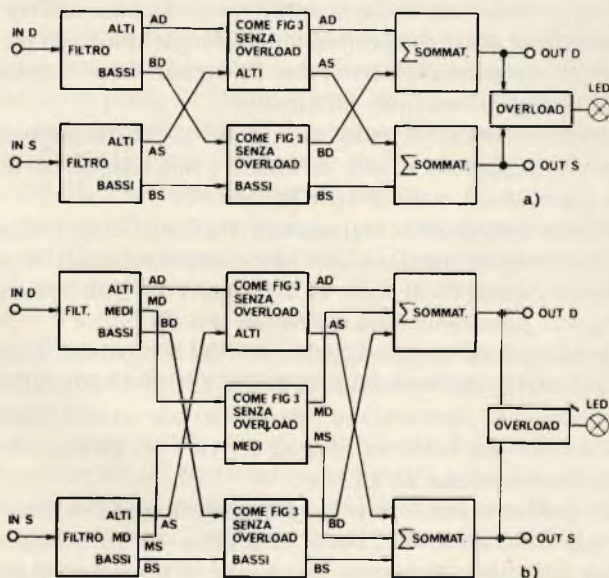 IN D
FILTRO
ALTI
BASSI
AD
BD
COME FIG 3
SENZA
OVERLOAD
ALTI
AS
∑SOMMAT.
OUT D
LED
OVERLOAD
IN S
FILTRO
ALTI
BASSI
AS
BS
COME FIG 3
SENZA
OVERLOAD
BASSI
BD
BS
∑SOMMAT.
OUT S
a)
IN D
FILT.
ALTI
MEDI
BASSI
AD
MD
BD
COME FIG 3
SENZA
OVERLOAD
ALTI
AS
∑SOMMAT.
OUT D
COME FIG 3
SENZA
OVERLOAD
MEDI
MD
MS
LED
OVERLOAD
IN S
FILTRO
ALTI
MD
BASSI
AS
MS
BS
COME FIG 3
SENZA
OVERLOAD
BASSI
BD
BS
∑SOMMAT.
OUT S
b)